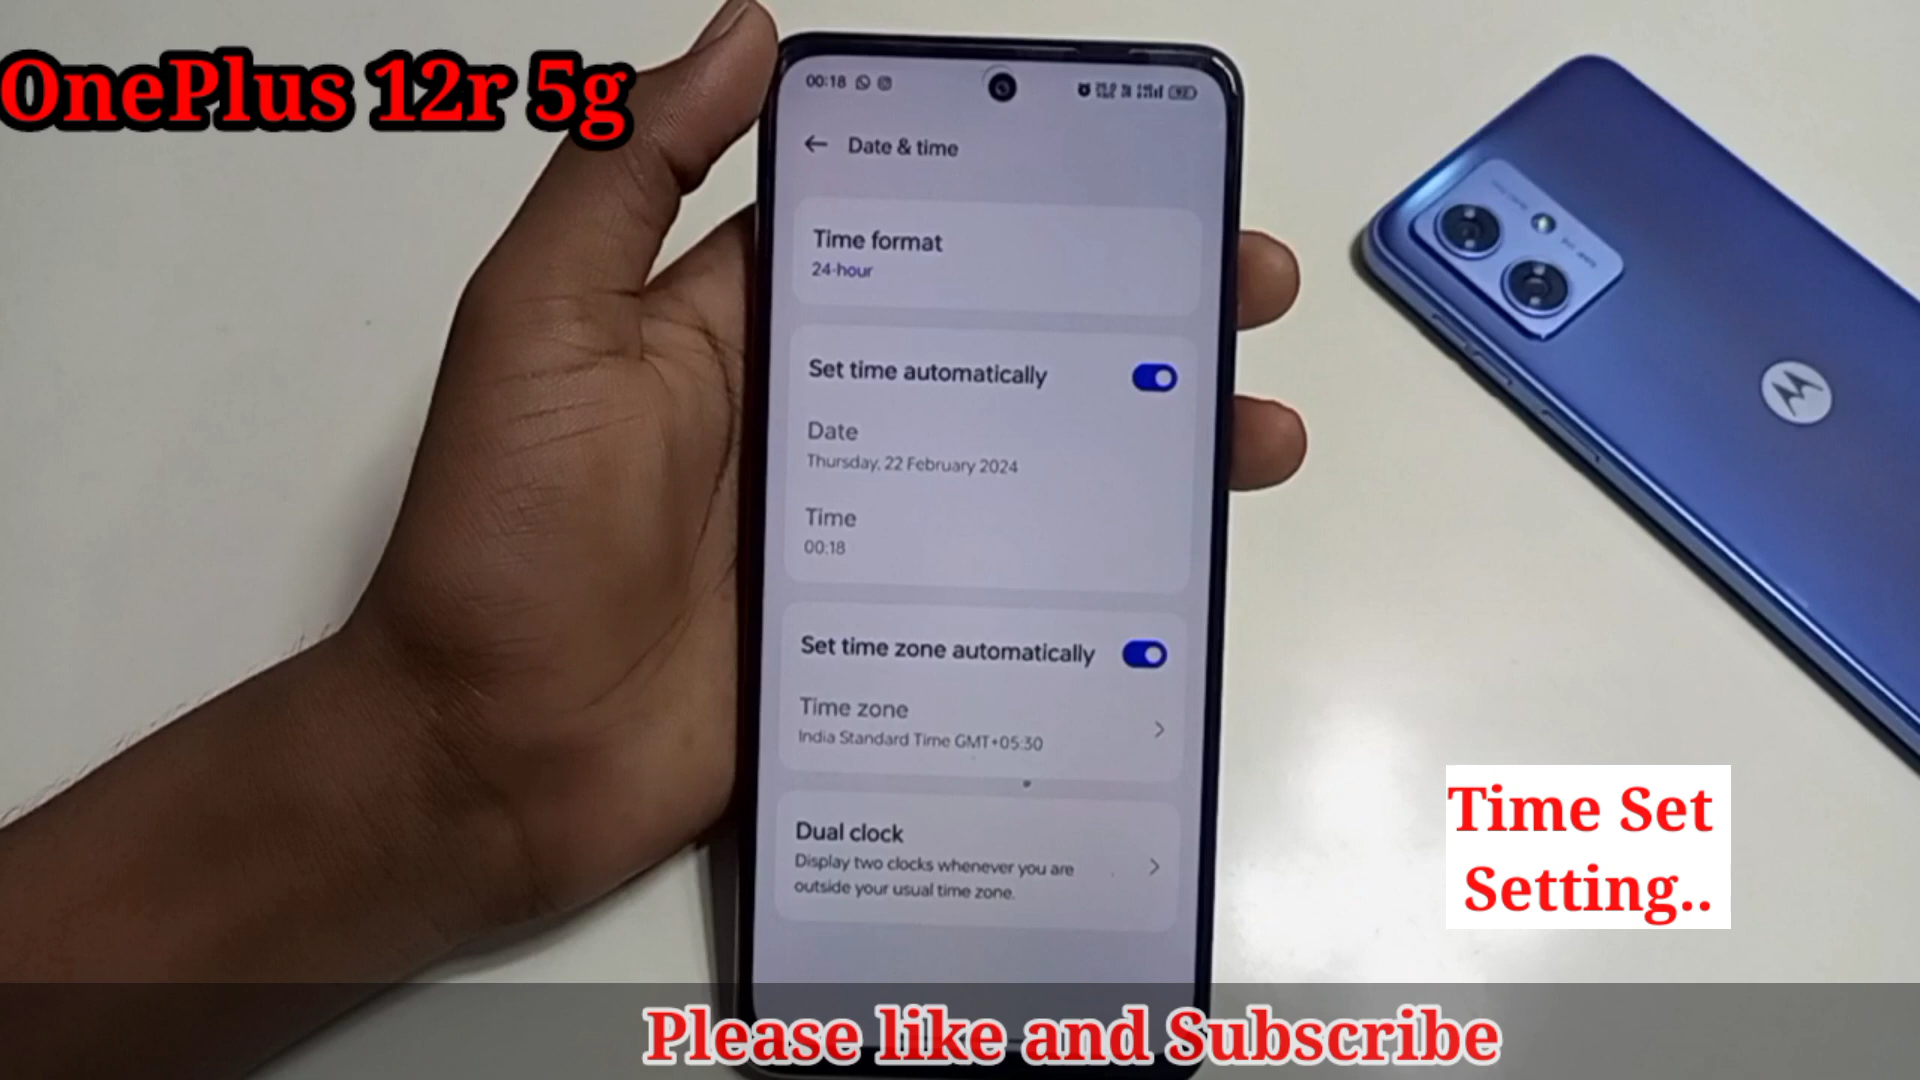 OnePlus 12r 5g
00:18
Date & time
Time format
24-hour
Set time automatically
Date
Thursday, 22 February 2024
Time
00:18
Set time zone automatically
Time zone
India Standard Time GMT+05:30
Dual clock
Display two clocks whenever you are
outside your usual time zone.
Time Set
Setting..
Please like and Subscribe